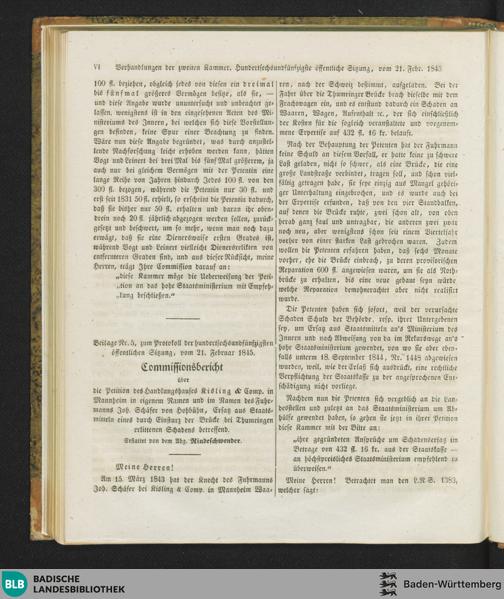 VI Verhandlungen der zweiten Kammer. Hundertsechsundfünfzigste öffentliche Sitzung, vom 21. Febr. 1845
100 fl. beziehen, obgleich jedes von diesen ein dreimal
bis fünfmal größeres Vermögen besitze, als sie, —
und diese Angabe wurde ununtersucht und unbeachtet ge-
lassen, wenigstens ist in den eingesehenen Akten des Mi-
nisteriums des Innern, bei welchen sich diese Vorstellun-
gen befinden, keine Spur einer Beachtung zu finden.
Wäre nun diese Angabe begründet, was durch anzustel-
lende Nachforschung leicht erhoben werden kann, hätten
Vogt und Leinert bei drei Mal bis fünf Mal größerem, ja
auch nur bei gleichem Vermögen mit der Petentin eine
lange Reihe von Jahren hindurch Jedes 100 fl. von den
300 fl. bezogen, während die Petentin nur 30 fl. und
erst seit 1831 50 fl. erhielt, so erscheint die Petentin dadurch,
daß sie bisher nur 50 fl. erhalten und daran ihr oben-
drein noch 20 fl. jährlich abgezogen werden sollen, zurück-
gesetzt und beschwert, um so mehr, wenn man noch dazu
erwägt, daß sie eine Dienerswaise ersten Grades ist,
während Vogt und Leinert vielleicht Dienersrelikten von
entfernteren Graden sind, und aus dieser Rücksicht, meine
Herren, trägt Ihre Commission darauf an:
„diese Kammer möge die Ueberweisung der Peti-
„tion an das hohe Staatsministerium mit Empfeh-
„lung beschließen.“
Beilage Nr. 5, zum Protokoll der hundertsechsundfünfzigsten
öffentlichen Sitzung, vom 21. Februar 1845.
Commissionsbericht
über
die Petition des Handlungshauses Kißling & Comp. in
Mannheim in eigenem Namen und im Namen des Fuhr-
manns Joh. Schäfer von Hohbühn, Ersatz aus Staats-
mitteln eines durch Einsturz der Brücke bei Thumeringen
erlittenen Schadens betreffend.
Erstattet von dem Abg. Rindeschwender.
Meine Herren!
Am 15. März 1843 hat der Knecht des Fuhrmanns
Joh. Schäfer bei Kißling & Comp. in Mannheim Waa-
ren, nach der Schweiz bestimmt, aufgeladen. Bei der
Fahrt über die Thumringer Brücke brach dieselbe mit dem
Frachtwagen ein, und es entstund dadurch ein Schaden an
Waaren, Wagen, Aufenthalt ꝛc., der sich einschließlich
der Kosten für die sogleich veranstaltete und vorgenom-
mene Expertise auf 432 fl. 16 kr. belauft.
Nach der Behauptung der Petenten hat der Fuhrmann
keine Schuld an diesem Vorfall, er hatte keine zu schwere
Last geladen, nicht so schwer, als eine Brücke, die eine
große Landstraße verbindet, tragen soll, und schon viel-
fältig getragen habe, sie seye einzig aus Mangel gehöri-
ger Unterhaltung eingebrochen, und es wurde auch bei
der Expertise erfunden, daß von den vier Standbalken,
auf denen die Brücke ruhte, zwei schon alt, von oben
herab ganz faul und untragbar, die anderen zwei zwar
noch neu, aber wenigstens schon seit einem Vierteljahr
vorher von einer starken Last gebrochen waren. Zudem
wollen die Petenten erfahren haben, daß sechs Monate
vorher, ehe die Brücke einbrach, zu deren provisorischen
Reparation 600 fl. angewiesen waren, um sie als Noth-
brücke zu erhalten, bis eine neue gebaut seyn würde
welche Reparation demohnerachtet aber nicht realisirt
wurde.
Die Petenten haben sich sofort, weil der verursachte
Schaden Schuld der Behörde, resp. ihrer Untergebenen
sey, um Ersatz aus Staatsmitteln an's Ministerium des
Innern und nach Abweisung von da im Rekurswege an's
hohe Staatsministerium gewendet, von wo sie aber eben-
falls unterm 18. September 1844, Nr. 1448 abgewiesen
wurden, weil, wie der Erlaß sich ausdrückt, eine rechtliche
Verpflichtung der Staatskasse zu der angesprochenen Ent-
schädigung nicht vorliege.
Nachdem nun die Petenten sich vergeblich an die Lan-
desstellen und zuletzt an das Staatsministerium um Ab-
hülfe gewendet haben, so gehen sie jetzt in ihrer Petition
diese Kammer mit der Bitte an:
„ihre gegründeten Ansprüche um Schadensersatz im
Betrage von 432 fl. 16 kr. aus der Staatskasse —
an höchstpreisliches Staatsministerium empfehlend zu
überweisen.“
Meine Herren! Betrachtet man den L.R.S. 1383,
welcher sagt:
BLB BADISCHE
LANDESBIBLIOTHEK
Baden-Württemberg